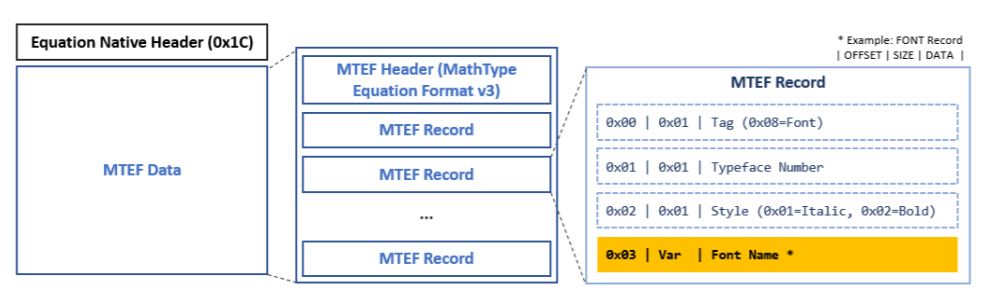 Equation Native Header (0x1C)
MTEF Data
MTEF Header (MathType
Equation Format v3)
MTEF Record
MTEF Record
...
MTEF Record
* Example: FONT Record
| OFFSET | SIZE | DATA |
MTEF Record
0x00 | 0x01 | Tag (0x08=Font)
0x01 | 0x01 | Typeface Number
0x02 | 0x01 | Style (0x01=Italic, 0x02=Bold)
0x03 | Var | Font Name *